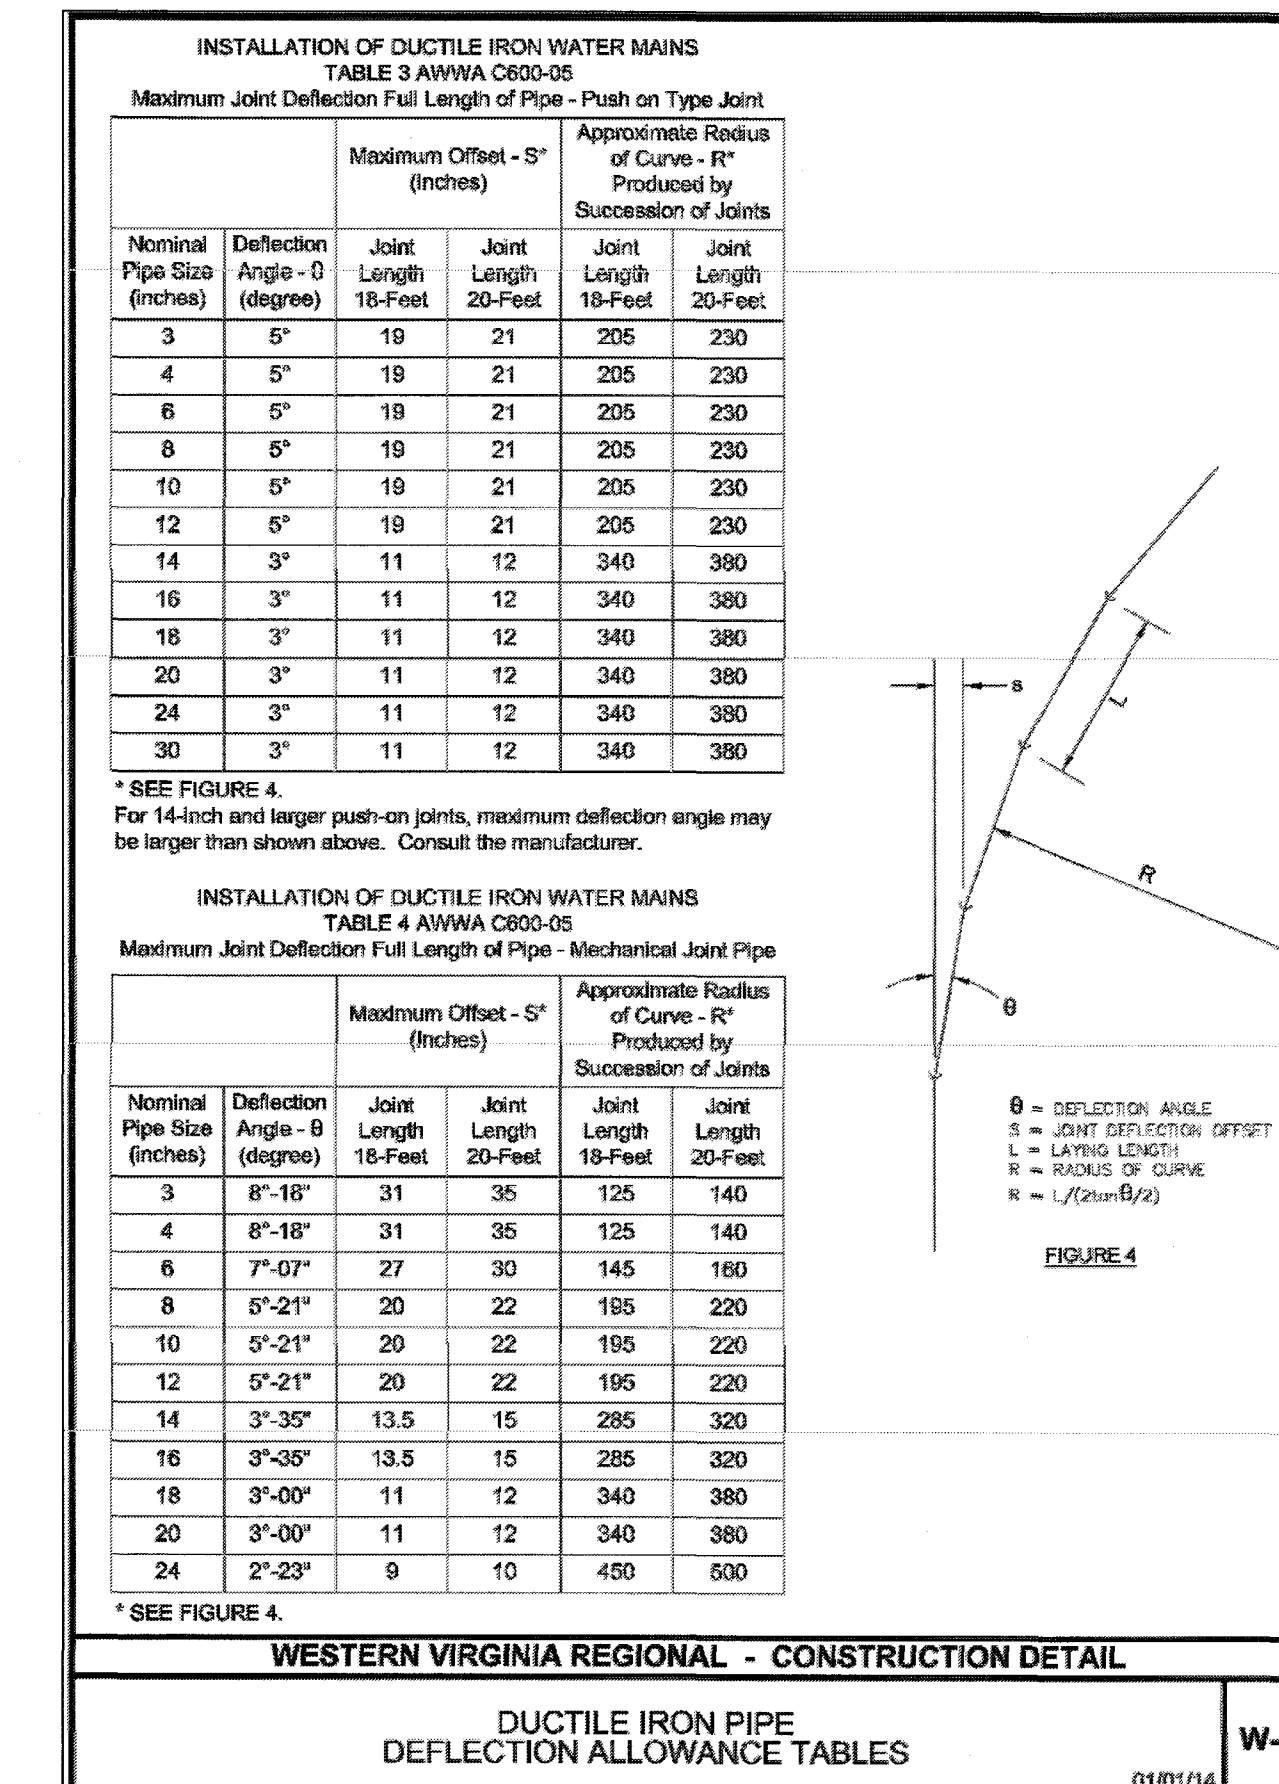 INSTALLATION OF DUCTILE IRON WATER MAINS
TABLE 3 AWWA C600-05
Maximum Joint Deflection Full Length of Pipe - Push on Type Joint
Maximum Offset - S* (Inches) Approximate Radius of Curve - R* Produced by Succession of Joints
Nominal Pipe Size (inches) Deflection Angle - θ (degree) Joint Length 18-Feet Joint Length 20-Feet Joint Length 18-Feet Joint Length 20-Feet
3 5° 19 21 205 230
4 5° 19 21 205 230
6 5° 19 21 205 230
8 5° 19 21 205 230
10 5° 19 21 205 230
12 5° 19 21 205 230
14 3° 11 12 340 380
16 3° 11 12 340 380
18 3° 11 12 340 380
20 3° 11 12 340 380
24 3° 11 12 340 380
30 3° 11 12 340 380
* SEE FIGURE 4.
For 14-inch and larger push-on joints, maximum deflection angle may
be larger than shown above. Consult the manufacturer.
INSTALLATION OF DUCTILE IRON WATER MAINS
TABLE 4 AWWA C600-05
Maximum Joint Deflection Full Length of Pipe - Mechanical Joint Pipe
Maximum Offset - S* (Inches) Approximate Radius of Curve - R* Produced by Succession of Joints
Nominal Pipe Size (inches) Deflection Angle - θ (degree) Joint Length 18-Feet Joint Length 20-Feet Joint Length 18-Feet Joint Length 20-Feet
3 8°-18" 31 35 125 140
4 8°-18" 31 35 125 140
6 7°-07" 27 30 145 160
8 5°-21" 20 22 195 220
10 5°-21" 20 22 195 220
12 5°-21" 20 22 195 220
14 3°-35" 13.5 15 285 320
16 3°-35" 13.5 15 285 320
18 3°-00" 11 12 340 380
20 3°-00" 11 12 340 380
24 2°-23" 9 10 450 500
* SEE FIGURE 4.
S
L
R
θ
θ = DEFLECTION ANGLE
S = JOINT DEFLECTION OFFSET
L = LAYING LENGTH
R = RADIUS OF CURVE
R = L/(2tanθ/2)
FIGURE 4
WESTERN VIRGINIA REGIONAL - CONSTRUCTION DETAIL
DUCTILE IRON PIPE
DEFLECTION ALLOWANCE TABLES
W-
01/01/14